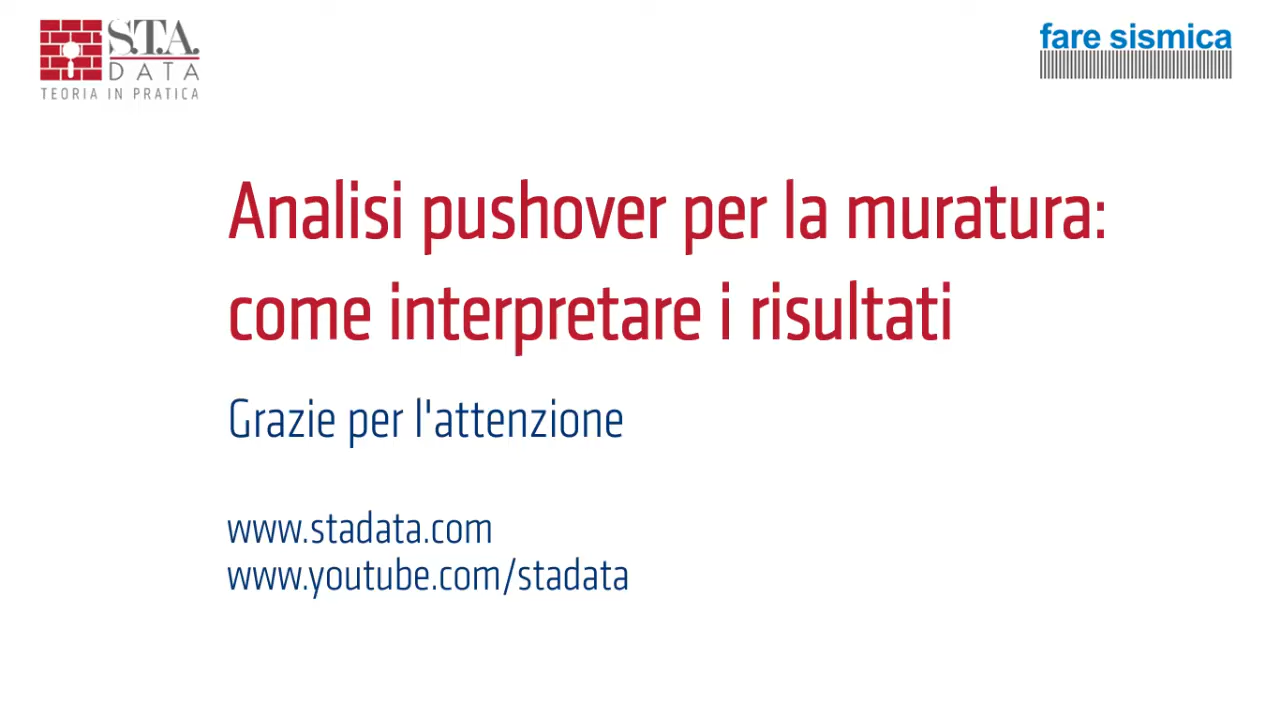 S.T.A.
DATA
TEORIA IN PRATICA
fare sismica
Analisi pushover per la muratura:
come interpretare i risultati
Grazie per l'attenzione
www.stadata.com
www.youtube.com/stadata